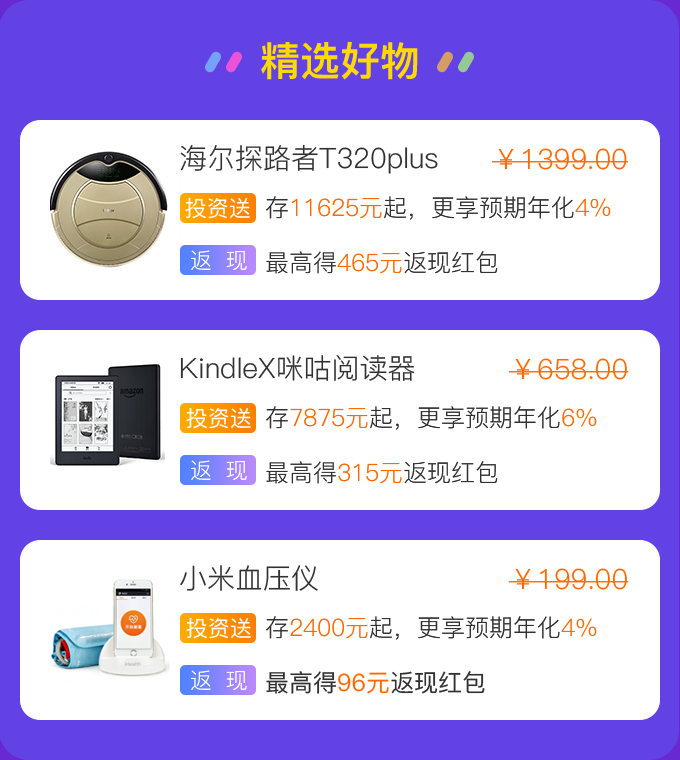 精选好物
海尔探路者T320plus
￥1399.00
投资送 存11625元起，更享预期年化4%
返 现 最高得465元返现红包
amazon
KindleX咪咕阅读器
￥658.00
投资送 存7875元起，更享预期年化6%
返 现 最高得315元返现红包
小米血压仪
￥199.00
投资送 存2400元起，更享预期年化4%
iHealth
返 现 最高得96元返现红包